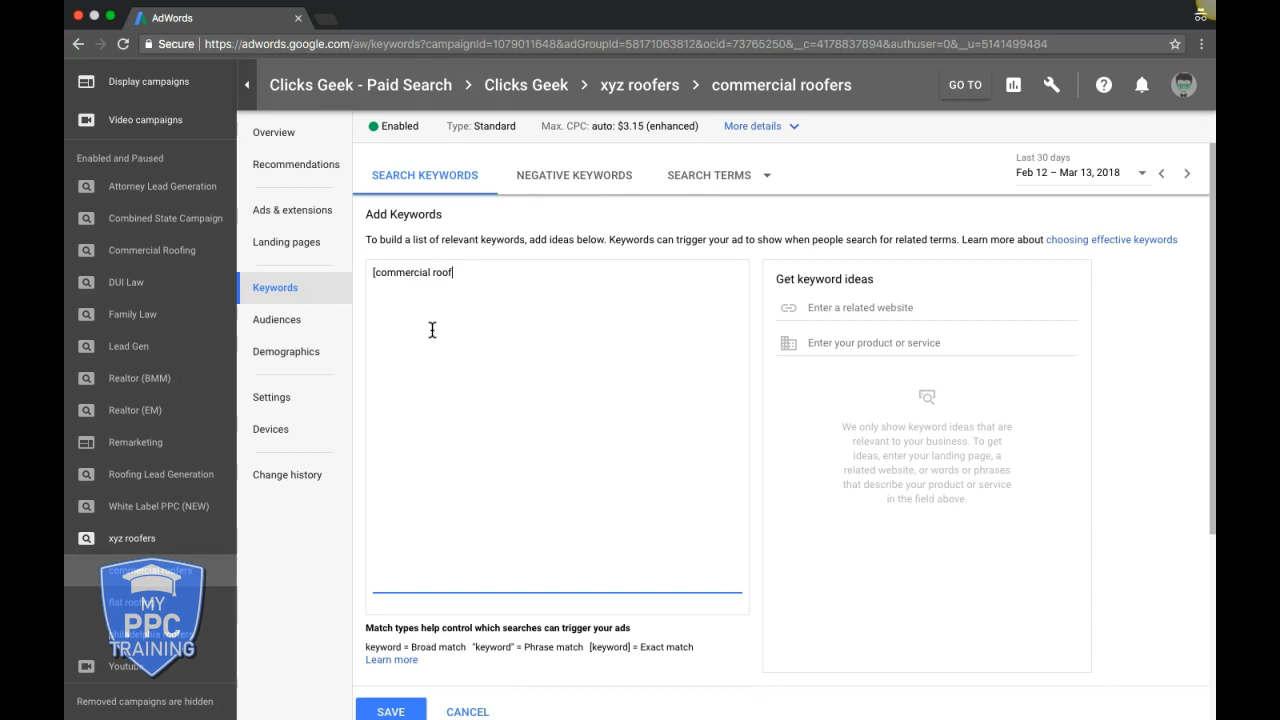 AdWords
Secure
https://adwords.google.com/aw/keywords?campaignId=1079011648&adGroupId=58171063812&ocid=73765250&__c=4178837894&authuser=0&__u=5141499484
Display campaigns
Video campaigns
Enabled and Paused
Attorney Lead Generation
Combined State Campaign
Commercial Roofing
DUI Law
Family Law
Lead Gen
Realtor (BMM)
Realtor (EM)
Remarketing
Roofing Lead Generation
White Label PPC (NEW)
xyz roofers
commercial roofers
MY
PPC
TRAINING
Removed campaigns are hidden
Clicks Geek - Paid Search > Clicks Geek > xyz roofers > commercial roofers
GO TO
Overview
Recommendations
Ads & extensions
Landing pages
Keywords
Audiences
Demographics
Settings
Devices
Change history
Enabled Type: Standard Max. CPC: auto: $3.15 (enhanced) More details
SEARCH KEYWORDS NEGATIVE KEYWORDS SEARCH TERMS
Last 30 days
Feb 12 – Mar 13, 2018
Add Keywords
To build a list of relevant keywords, add ideas below. Keywords can trigger your ad to show when people search for related terms. Learn more about choosing effective keywords
[commercial roof
Get keyword ideas
Enter a related website
Enter your product or service
We only show keyword ideas that are
relevant to your business. To get
ideas, enter your landing page, a
related website, or words or phrases
that describe your product or service
in the field above.
Match types help control which searches can trigger your ads
keyword = Broad match "keyword" = Phrase match [keyword] = Exact match
Learn more
SAVE CANCEL